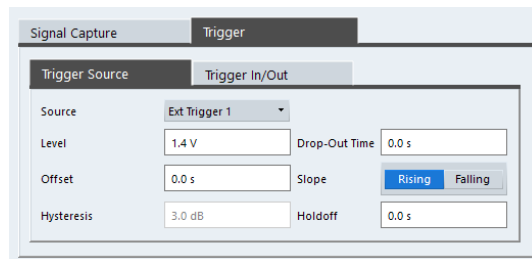 Signal Capture Trigger
Trigger Source Trigger In/Out
Source Ext Trigger 1
Level 1.4 V Drop-Out Time 0.0 s
Offset 0.0 s Slope Rising Falling
Hysteresis 3.0 dB Holdoff 0.0 s